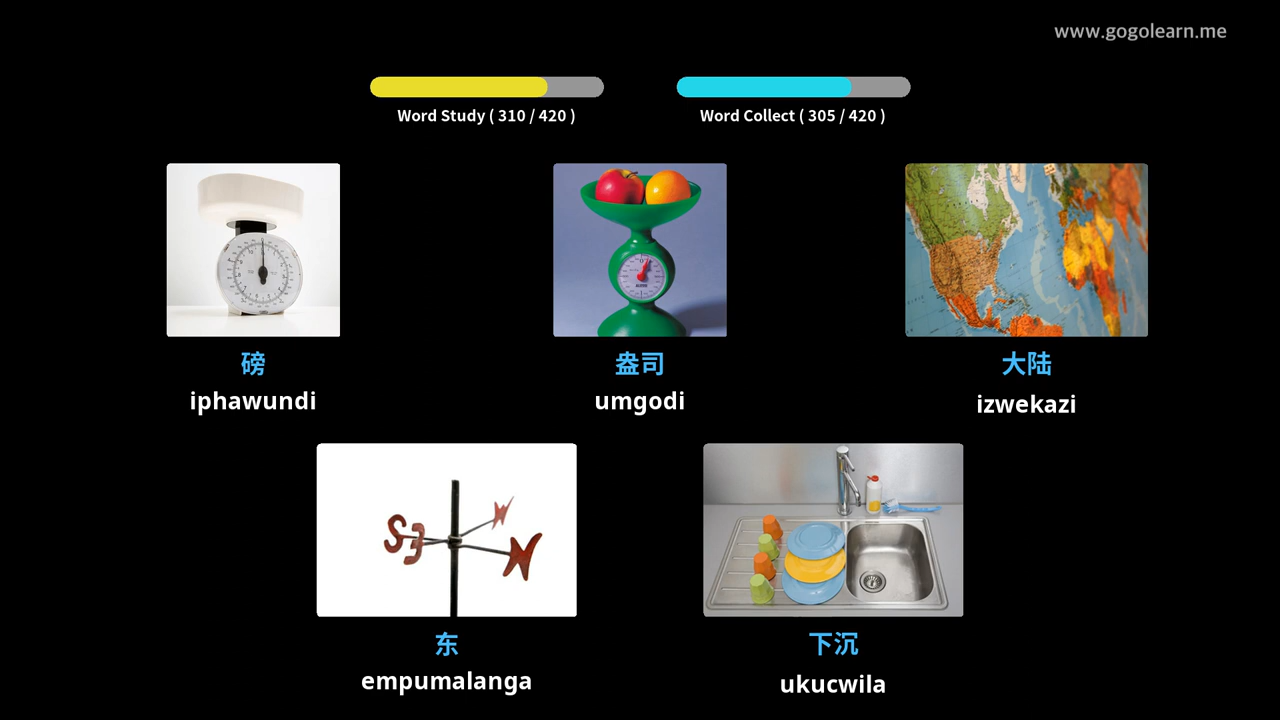 www.gogolearn.me
Word Study ( 310 / 420 )
Word Collect ( 305 / 420 )
磅
iphawundi
盎司
umgodi
大陆
izwekazi
S
E
W
N
东
empumalanga
下沉
ukucwila